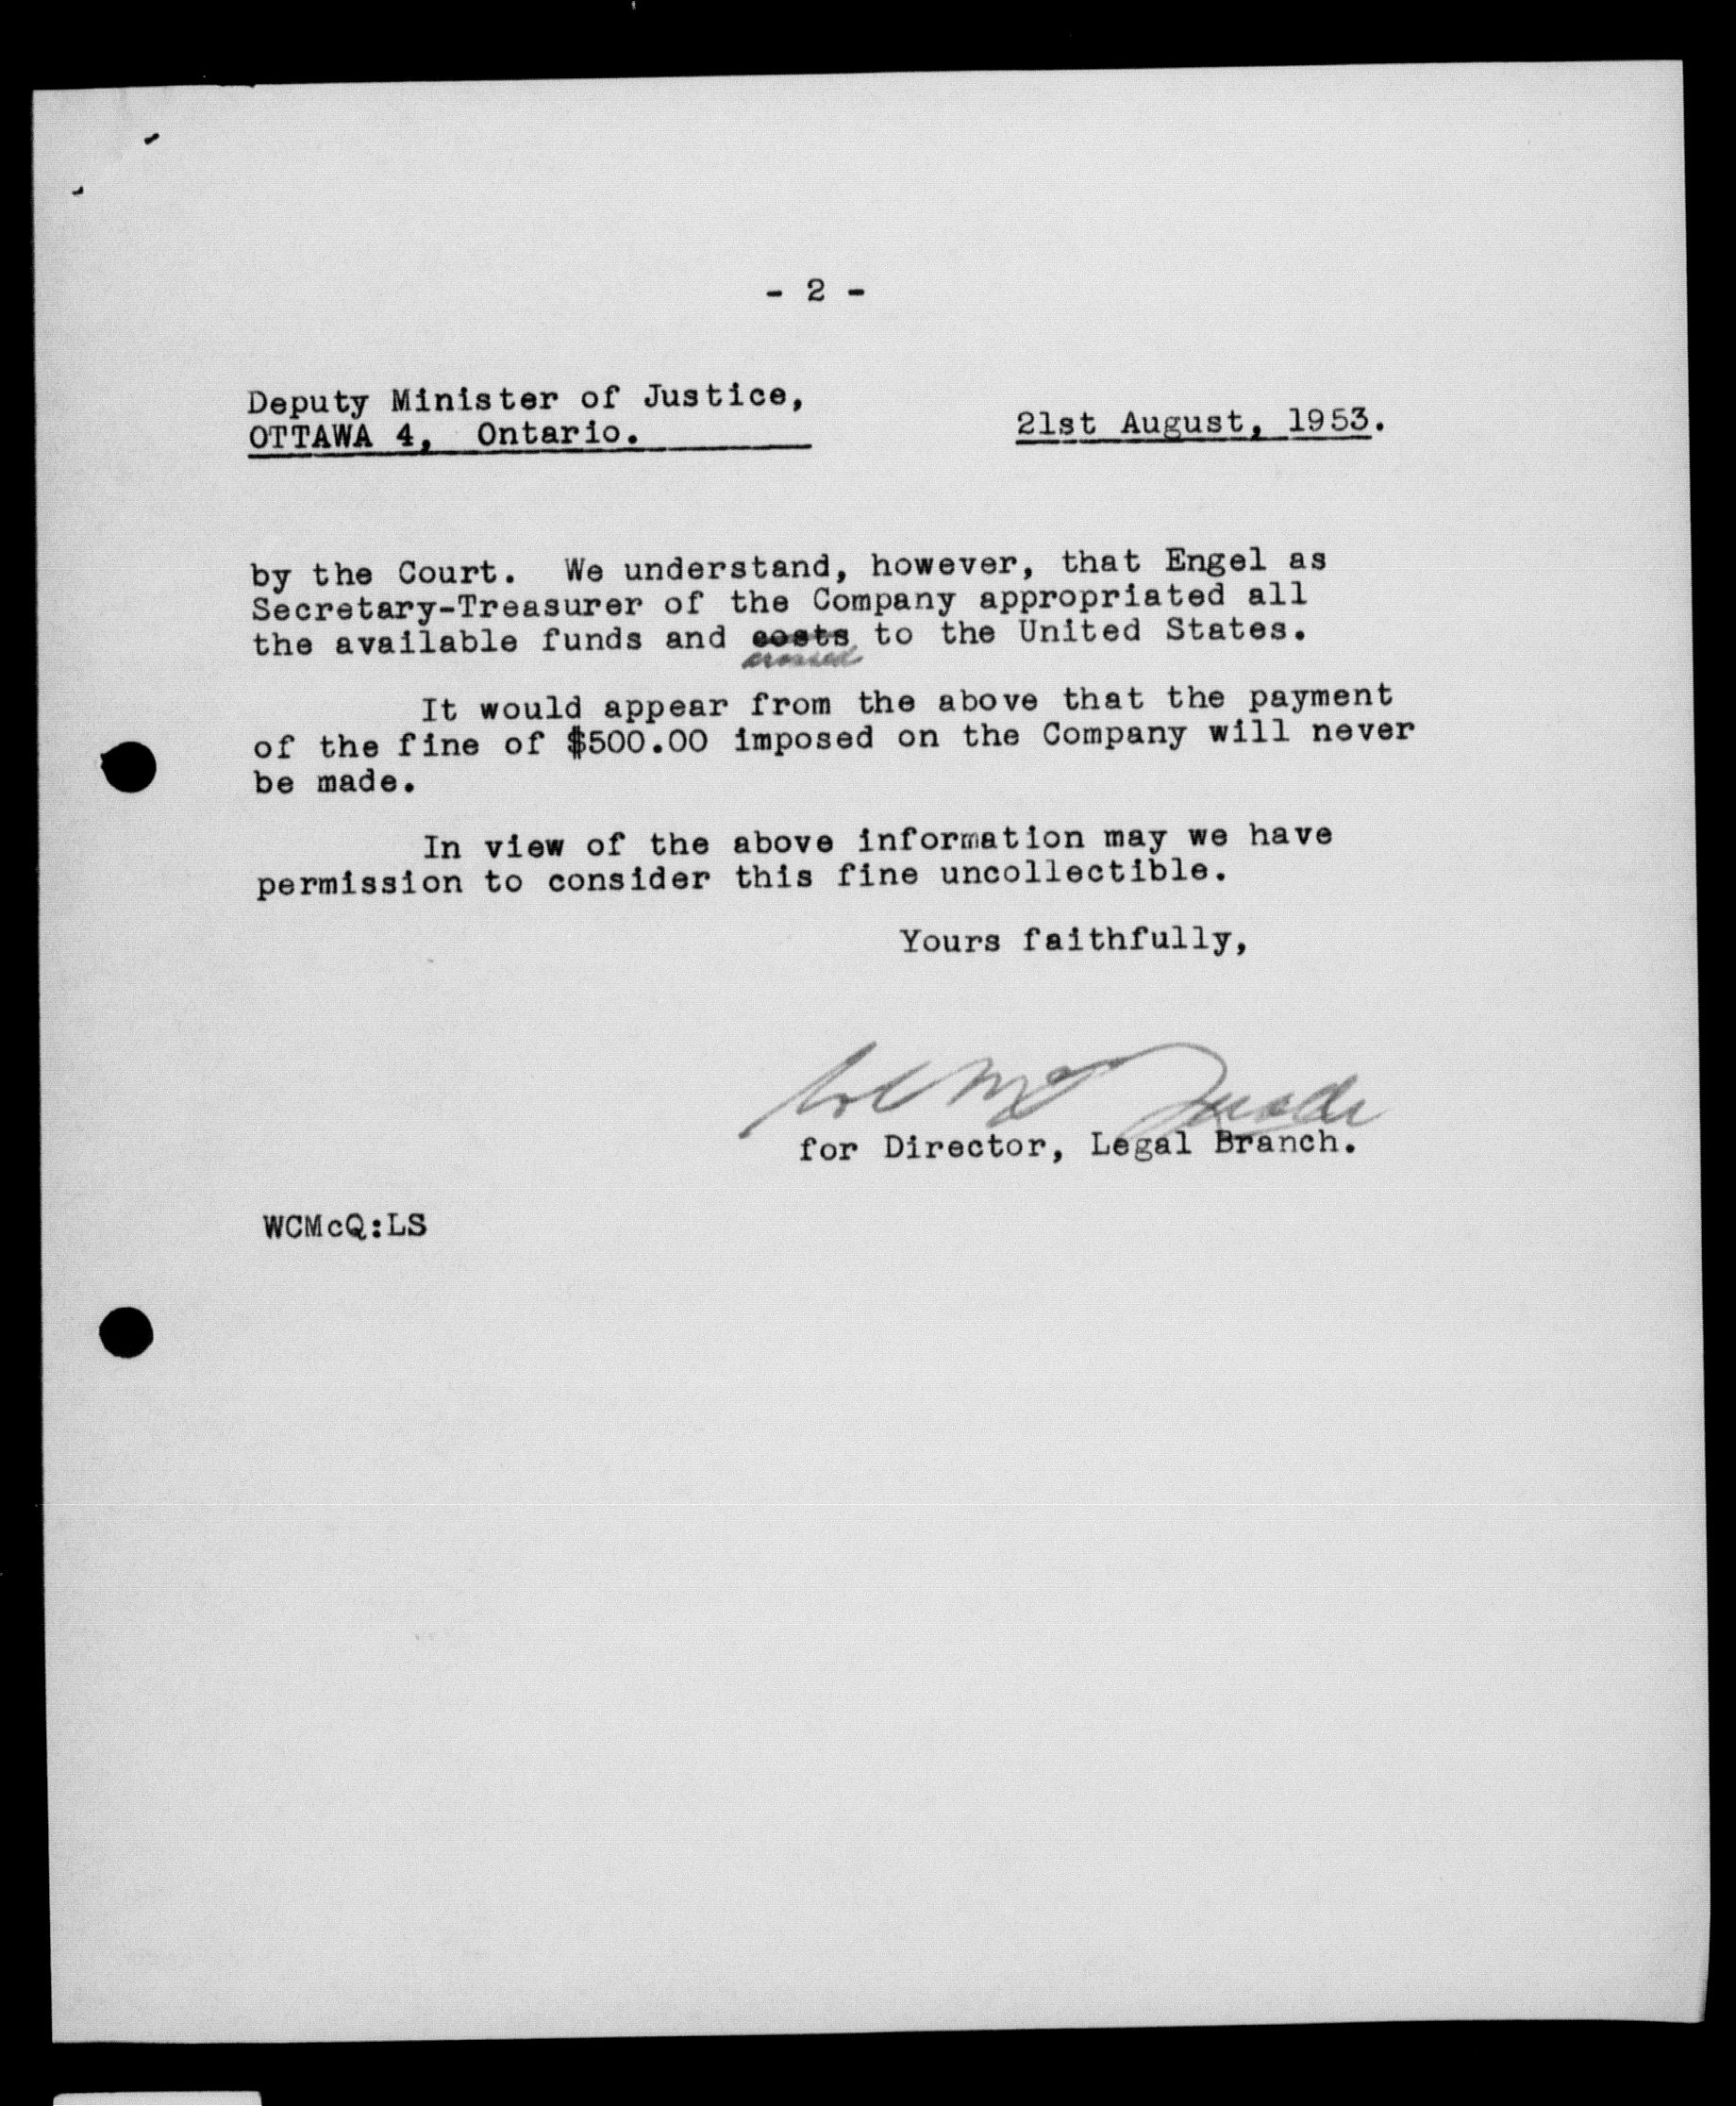 - 2 -
Deputy Minister of Justice,
OTTAWA 4, Ontario.
21st August, 1953.
by the Court. We understand, however, that Engel as
Secretary-Treasurer of the Company appropriated all
the available funds and costs to the United States.
crossed
It would appear from the above that the payment
of the fine of $500.00 imposed on the Company will never
be made.
In view of the above information may we have
permission to consider this fine uncollectible.
Yours faithfully,
for Director, Legal Branch.
WCMcQ:LS